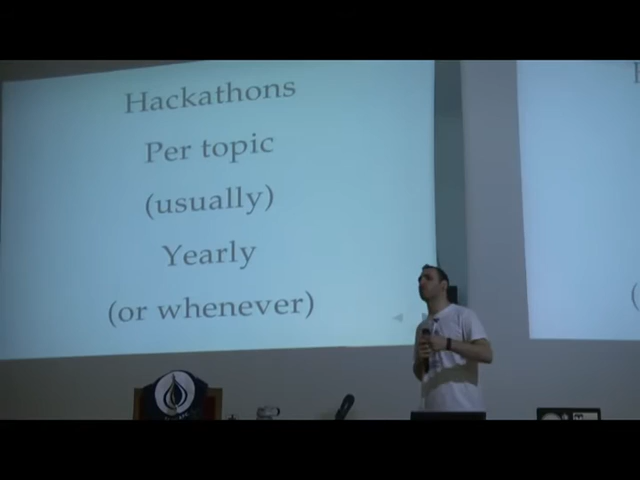 Hackathons
Per topic
(usually)
Yearly
(or whenever)